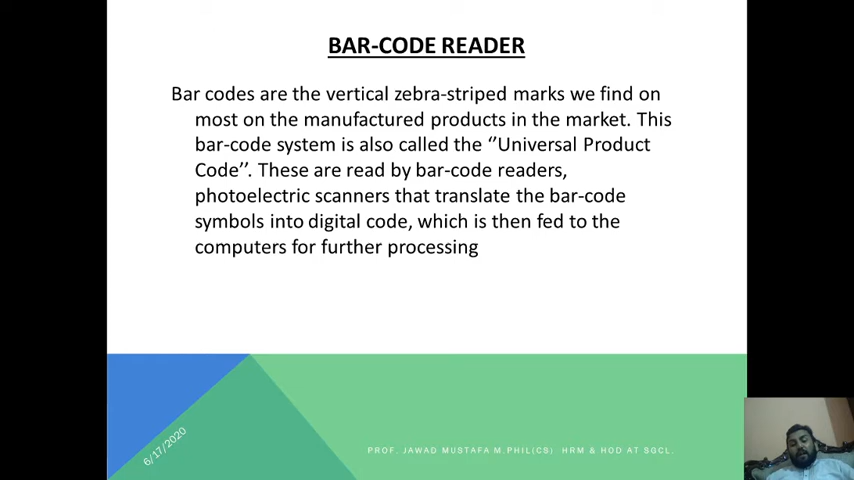 BAR-CODE READER
Bar codes are the vertical zebra-striped marks we find on
most on the manufactured products in the market. This
bar-code system is also called the ‘’Universal Product
Code’’. These are read by bar-code readers,
photoelectric scanners that translate the bar-code
symbols into digital code, which is then fed to the
computers for further processing
6/17/2020
PROF. JAWAD MUSTAFA M.PHIL(CS) HRM & HOD AT SGCL.